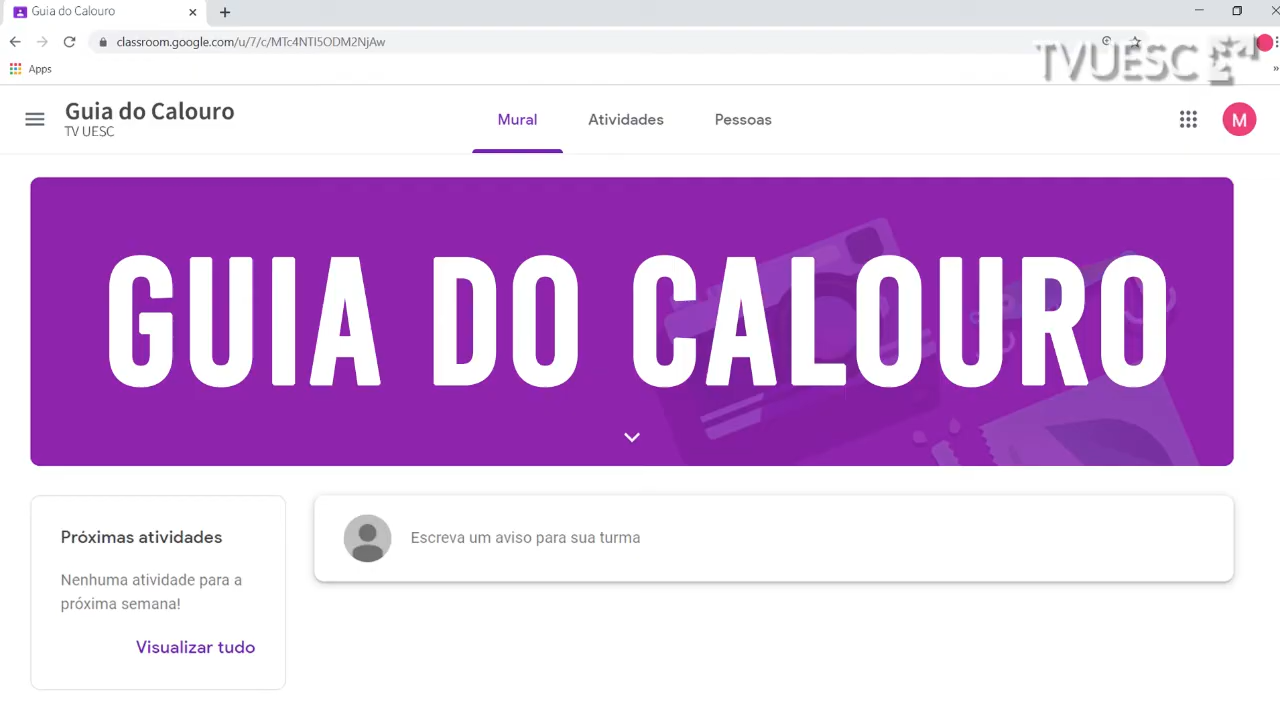 Guia do Calouro
classroom.google.com/u/7/c/MTc4NTI5ODM2NjAw
TVUESC
Apps
Guia do Calouro
TV UESC
Mural
Atividades
Pessoas
M
GUIA DO CALOURO
Próximas atividades
Nenhuma atividade para a
próxima semana!
Visualizar tudo
Escreva um aviso para sua turma